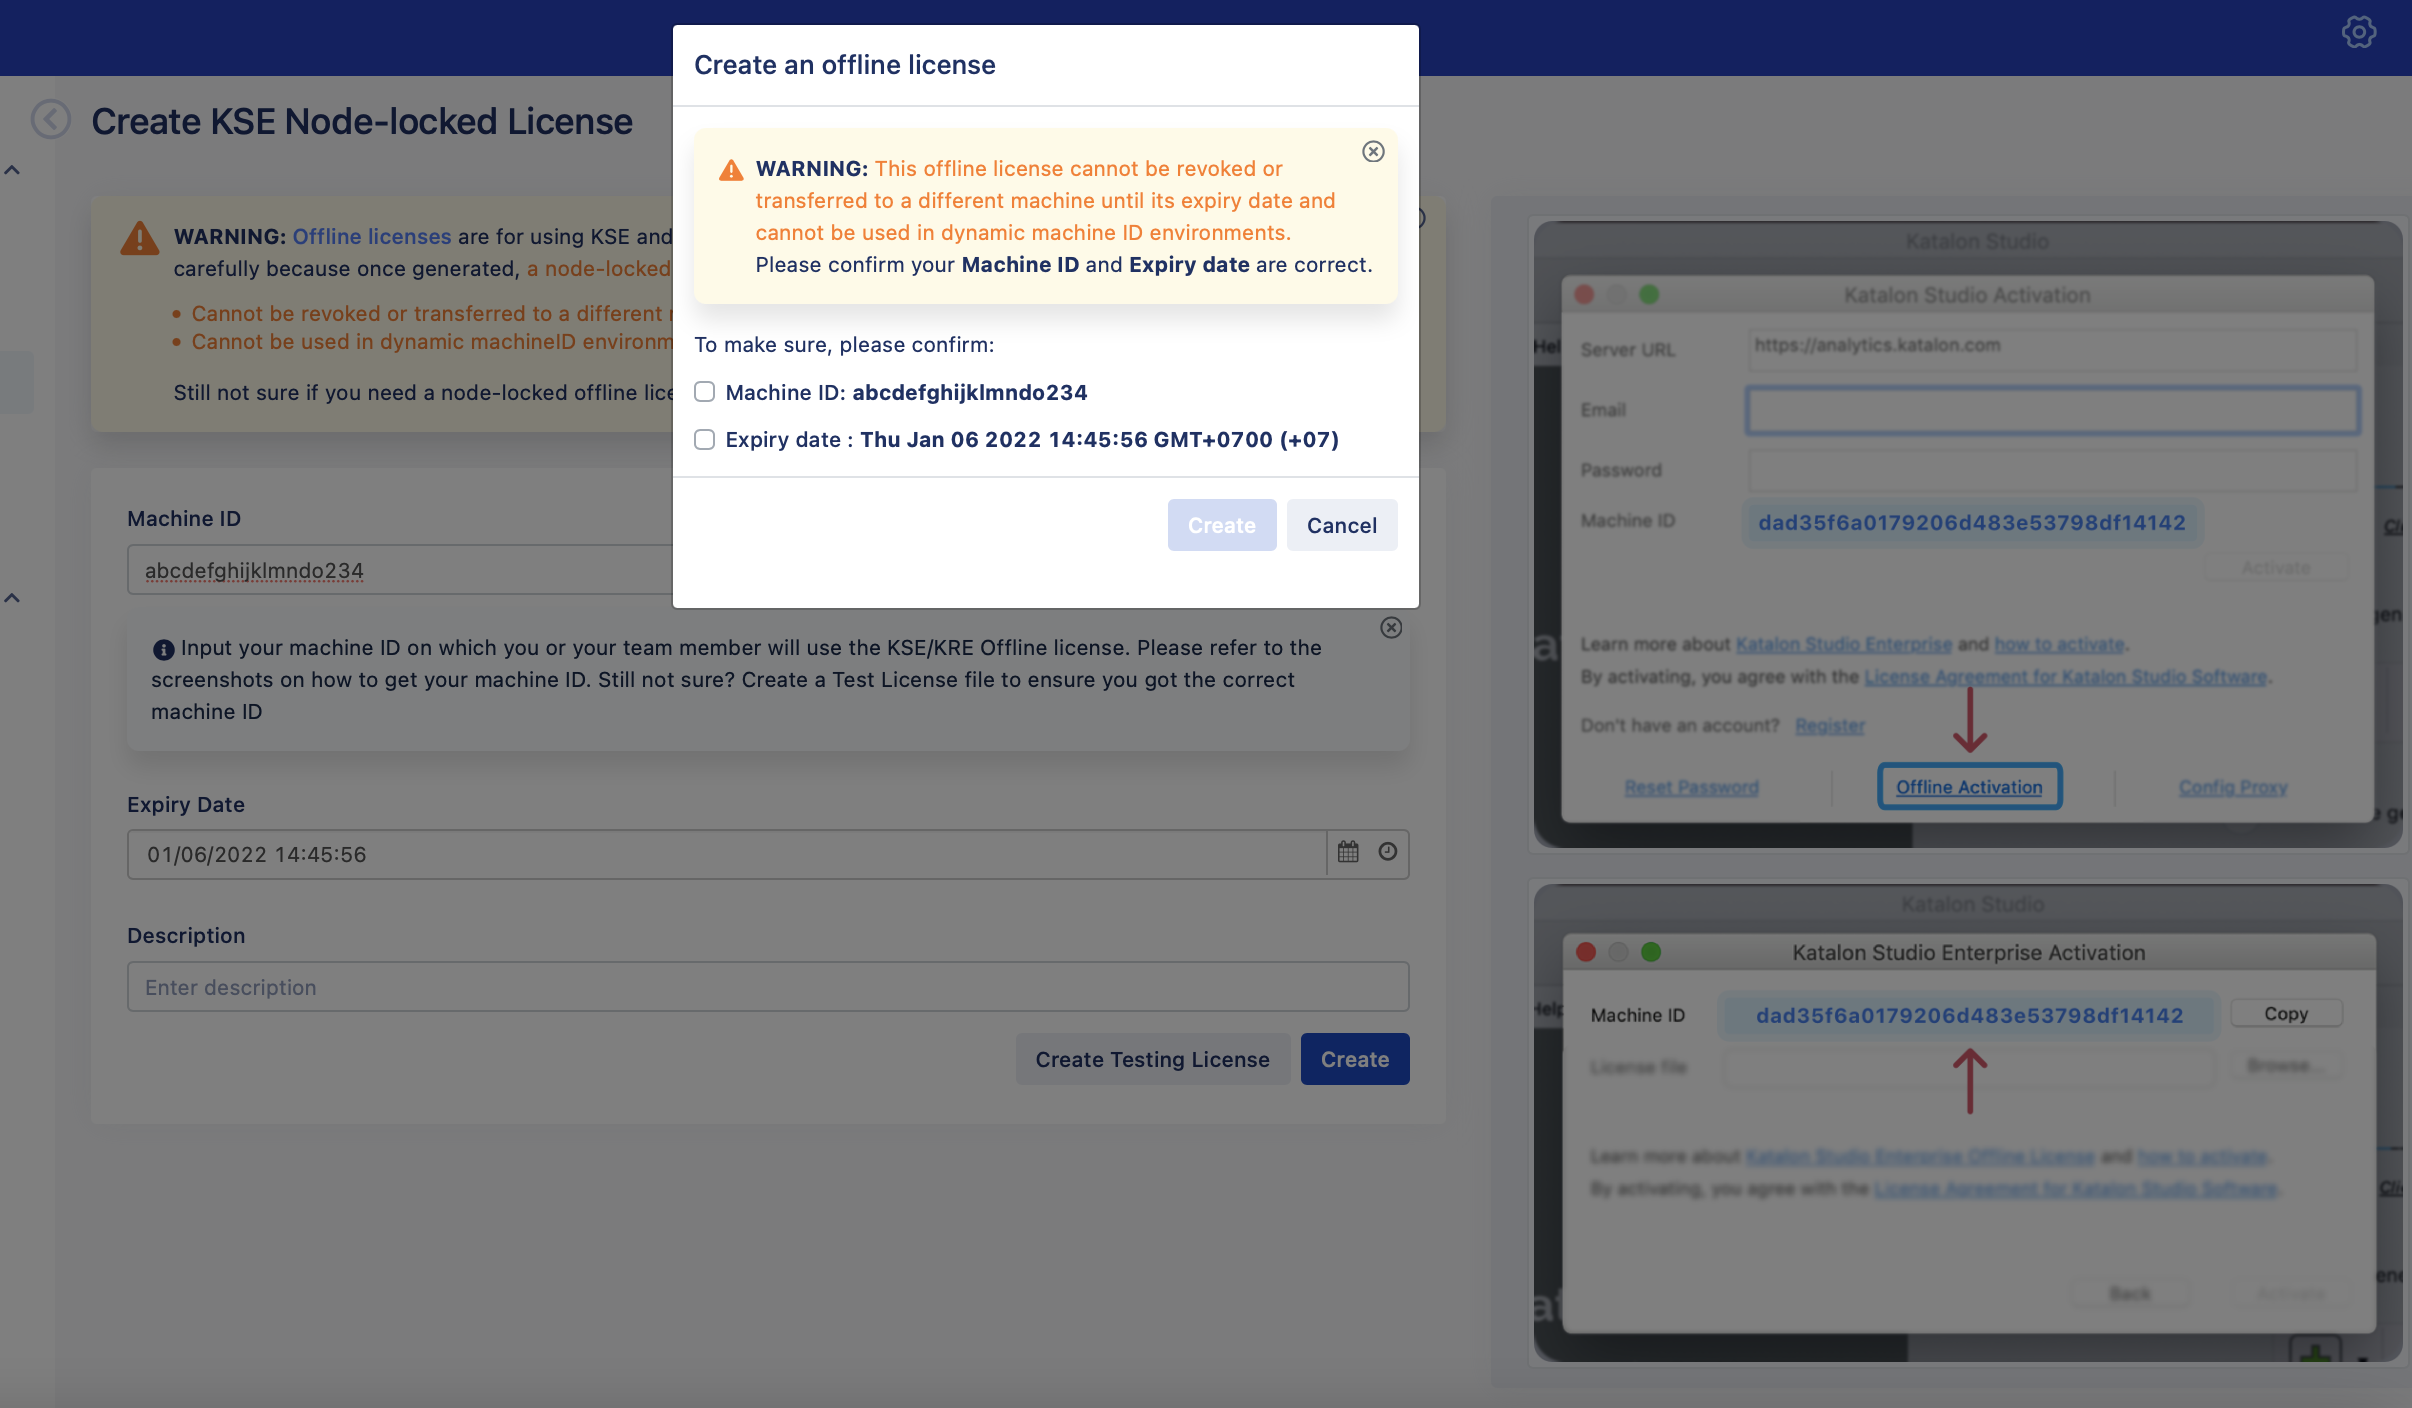 Create an offline license
WARNING: This offline license cannot be revoked or
transferred to a different machine until its expiry date and
cannot be used in dynamic machine ID environments.
Please confirm your Machine ID and Expiry date are correct.
To make sure, please confirm:
Machine ID: abcdefghijklmndo234
Expiry date : Thu Jan 06 2022 14:45:56 GMT+0700 (+07)
Create
Cancel
Create KSE Node-locked License
WARNING: Offline licenses are for using KSE and
carefully because once generated, a node-locked
• Cannot be revoked or transferred to a different
• Cannot be used in dynamic machineID environm
Still not sure if you need a node-locked offline lice
Machine ID
abcdefghijklmndo234
Input your machine ID on which you or your team member will use the KSE/KRE Offline license. Please refer to the
screenshots on how to get your machine ID. Still not sure? Create a Test License file to ensure you got the correct
machine ID
Expiry Date
01/06/2022 14:45:56
Description
Enter description
Create Testing License
Create
Katalon Studio
Katalon Studio Activation
Hel
Server URL
https://analytics.katalon.com
Email
Password
Machine ID
dad35f6a0179206d483e53798df14142
Activate
Learn more about Katalon Studio Enterprise and how to activate.
By activating, you agree with the License Agreement for Katalon Studio Software.
Don't have an account? Register
Reset Password
Offline Activation
Config Proxy
Katalon Studio
Katalon Studio Enterprise Activation
Help
Machine ID
dad35f6a0179206d483e53798df14142
Copy
License file
Browse...
Learn more about Katalon Studio Enterprise Offline License and how to activate.
By activating, you agree with the License Agreement for Katalon Studio Software.
Back
Activate